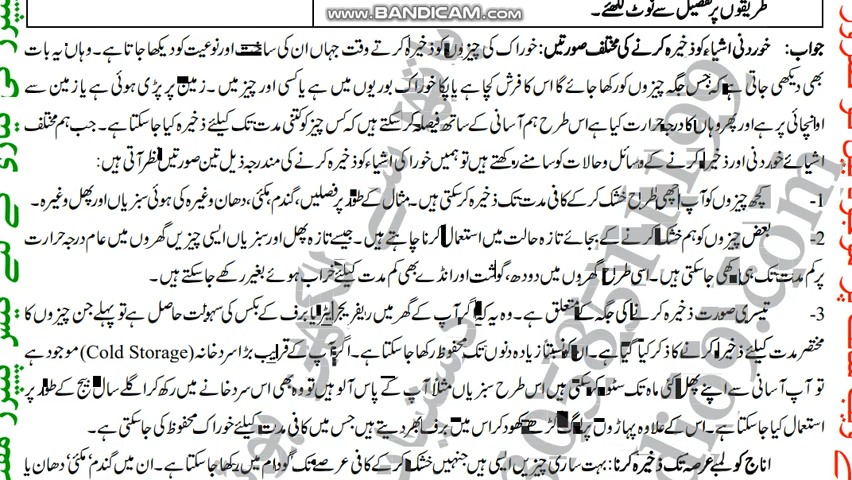 طریقوں پر تفصیل سے نوٹ لکھئے۔
www.BANDICAM.com
جواب: خوردنی اشیاء کو ذخیرہ کرنے کی مختلف صورتیں: خوراک کی چیزوں کو ذخیرہ کرتے وقت جہاں ان کی ساخت اور نوعیت کو دیکھا جاتا ہے۔ وہاں یہ بات
بھی دیکھی جاتی ہے کہ جس جگہ چیزوں کو رکھا جائے گا اس کا فرش کچا ہے یا پکا خوراک بوریوں میں ہے یا کسی اور چیز میں۔ زمین پر پڑی ہوئی ہے یا زمین سے
اونچائی پر ہے اور پھر وہاں کا درجہ حرارت کیا ہے اس طرح ہم آسانی کے ساتھ فیصلہ کر سکتے ہیں کہ کس چیز کو کتنی مدت تک کیلئے ذخیرہ کیا جا سکتا ہے۔ جب ہم مختلف
اشیائے خوردنی اور ذخیرہ کرنے کے وسائل و حالات کو سامنے رکھتے ہیں تو ہمیں خوراکی اشیاء کو ذخیرہ کرنے کی مندرجہ ذیل تین صورتیں نظر آتی ہیں:
1- کچھ چیزوں کو آپ اچھی طرح خشک کر کے کافی مدت تک ذخیرہ کر سکتی ہیں۔ مثال کے طور پر فصلیں، گندم، مکئی، دھان وغیرہ کی ہوئی سبزیاں اور پھل وغیرہ۔
2- بعض چیزوں کو ہم خشک کرنے کے بجائے تازہ حالت میں استعمال کرنا چاہتے ہیں۔ جیسے تازہ پھل اور سبزیاں ایسی چیزیں گھروں میں عام درجہ حرارت
پر کم مدت تک ہی رکھی جا سکتی ہیں۔ اسی طرح گھروں میں دودھ، گوشت اور انڈے بھی کم مدت کیلئے خراب ہوئے بغیر رکھے جا سکتے ہیں۔
3- تیسری صورت ذخیرہ کرنے کی جگہ کے متعلق ہے۔ وہ یہ کہ اگر آپ کے گھر میں ریفریجریٹر یا برف کے بکس کی سہولت حاصل ہے تو پہلے جن چیزوں کا
مختصر مدت کیلئے ذخیرہ کرنے کا ذکر کیا گیا ہے۔ ان کو نسبتاً زیادہ دنوں تک محفوظ رکھا جا سکتا ہے۔ اگر آپ کے قریب بڑا سرد خانہ (Cold Storage) موجود ہے
تو آپ آسانی سے اپنے پھل کئی ماہ تک سٹور کر سکتی ہیں اس طرح سبزیاں مثلاً آپ کے پاس آلو ہیں تو وہ بھی اس سرد خانے میں رکھ کر اگلے سال بیج کے طور پر
استعمال کیا جا سکتا ہے۔ اس کے علاوہ پہاڑوں پر لوگ گڑھے کھود کر اس میں برف بھر دیتے ہیں جس میں کافی مدت کیلئے خوراک محفوظ کی جا سکتی ہے۔
اناج کو لمبے عرصہ تک ذخیرہ کرنا: بہت ساری چیزیں ایسی ہیں جنہیں خشک کر کے کافی عرصہ تک گودام میں رکھا جا سکتا ہے۔ ان میں گندم، مکئی، دھان یا